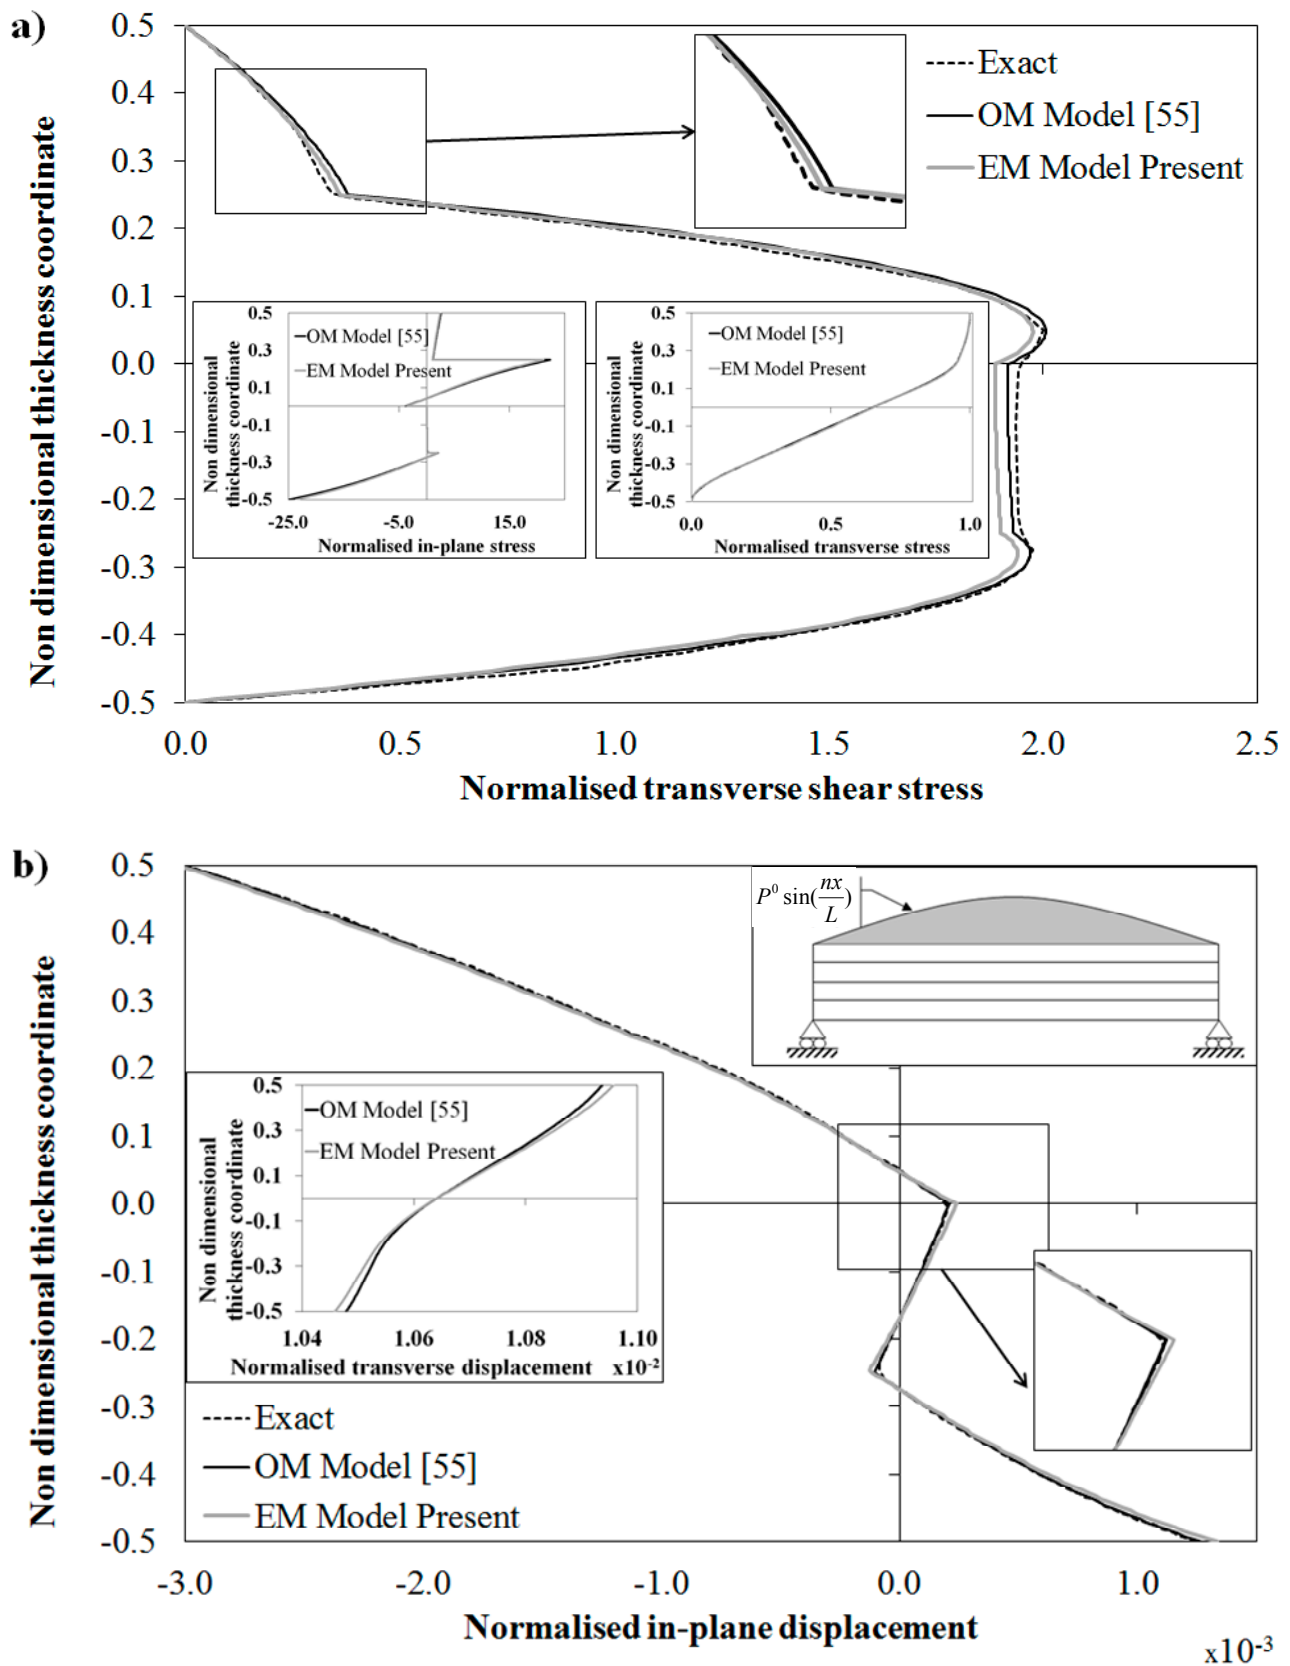 a)
Non dimensional thickness coordinate
0.5
0.4
0.3
0.2
0.1
0.0
-0.1
-0.2
-0.3
-0.4
-0.5
Exact
OM Model [55]
EM Model Present
Non dimensional
thickness coordinate
0.5
0.3
0.1
-0.1
-0.3
-0.5
OM Model [55]
EM Model Present
-25.0 -5.0 15.0
Normalised in-plane stress
Non dimensional
thickness coordinate
0.5
0.3
0.1
-0.1
-0.3
-0.5
OM Model [55]
EM Model Present
0.0 0.5 1.0
Normalised transverse stress
0.0 0.5 1.0 1.5 2.0 2.5
Normalised transverse shear stress
b)
Non dimensional thickness coordinate
0.5
0.4
0.3
0.2
0.1
0.0
-0.1
-0.2
-0.3
-0.4
-0.5
P⁰ sin(nx/L)
Non dimensional
thickness coordinate
0.5
0.3
0.1
-0.1
-0.3
-0.5
OM Model [55]
EM Model Present
1.04 1.06 1.08 1.10
Normalised transverse displacement x10⁻²
Exact
OM Model [55]
EM Model Present
-3.0 -2.0 -1.0 0.0 1.0
Normalised in-plane displacement
x10⁻³